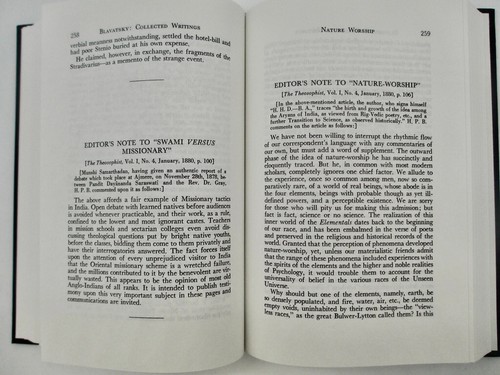 258
BLAVATSKY: COLLECTED WRITINGS
verbial meanness notwithstanding, settled the hotel-bill and
had poor Stenio buried at his own expense.
He claimed, however, in exchange, the fragments of the
Stradivarius—as a memento of the strange event.
EDITOR'S NOTE TO "SWAMI VERSUS
MISSIONARY"
[The Theosophist, Vol. I, No. 4, January, 1880, p. 100]
[Munshi Samarthadan, having given an authentic report of a
debate which took place at Ajmere, on November 28th, 1878, between
Pandit Dayananda Saraswati and the Rev. Dr. Gray,
H. P. B. commented upon it as follows:]
The above affords a fair example of Missionary tactics
in India. Open debate with learned natives before audiences
is avoided whenever practicable, and their work, as a rule,
confined to the lowest and most ignorant castes. Teachers
in mission schools and sectarian colleges even avoid discussing
theological questions put by bright native youths,
before the classes, bidding them come to them privately and
have their interrogatories answered. The fact forces itself
upon the attention of every unprejudiced visitor to India
that the Oriental missionary scheme is a wretched failure,
and the millions contributed to it by the benevolent are virtually
wasted. This appears to be the opinion of most old
Anglo-Indians of all ranks. It is intended to publish testimony
upon this very important subject in these pages and
communications are invited.
NATURE WORSHIP
259
EDITOR'S NOTE TO "NATURE-WORSHIP"
[The Theosophist, Vol. I, No. 4, January, 1880, p. 106]
[In the above-mentioned article, the author, who signs himself
"H. H. D.—B. A.," traces "the birth and growth of the idea among
the Aryans of India, as viewed from Rig Vedic poetry, etc., and a
further Transition to Science, as observed historically." H. P. B.
comments on the article as follows:]
We have not been willing to interrupt the rhythmic flow
of our correspondent's language with any commentaries of
our own, but must add a word of supplement. The outward
phase of the idea of nature-worship he has succinctly and
eloquently traced. But he, in common with most modern
scholars, completely ignores one chief factor. We allude to
the experience, once so common among men, now so comparatively
rare, of a world of real beings, whose abode is in
the four elements, beings with probable though as yet ill-
defined powers, and a perceptible existence. We are sorry
for those who will pity us for making this admission; but
fact is fact, science or no science. The realization of this
inner world of the Elementals dates back to the beginning
of our race, and has been embalmed in the verse of poets
and preserved in the religious and historical records of the
world. Granted that the perception of phenomena developed
nature-worship, yet, unless our materialistic friends admit
that the range of these phenomena included experiences with
the spirits of the elements and the higher and noble realities
of Psychology, it would trouble them to account for the
universality of belief in the various races of the Unseen
Universe.
Why should but one of the elements, namely, earth, be
so densely populated, and fire, water, air, etc., be deemed
empty voids, uninhabited by their own beings—the "viewless
races," as the great Bulwer-Lytton called them? Is this